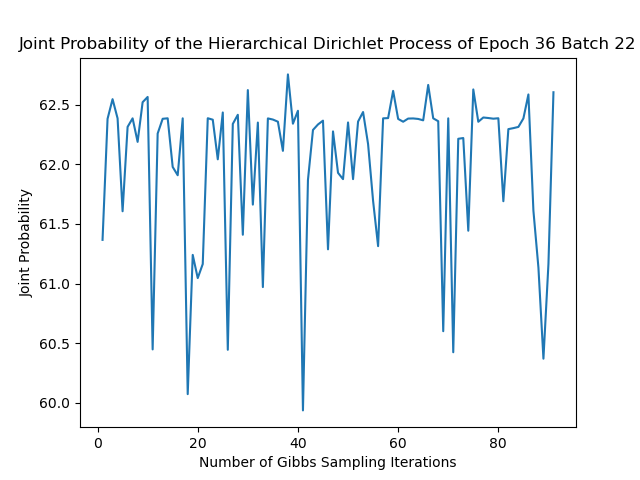 Joint Probability of the Hierarchical Dirichlet Process of Epoch 36 Batch 22
62.5
62.0
61.5
61.0
60.5
60.0
Joint Probability
0 20 40 60 80
Number of Gibbs Sampling Iterations